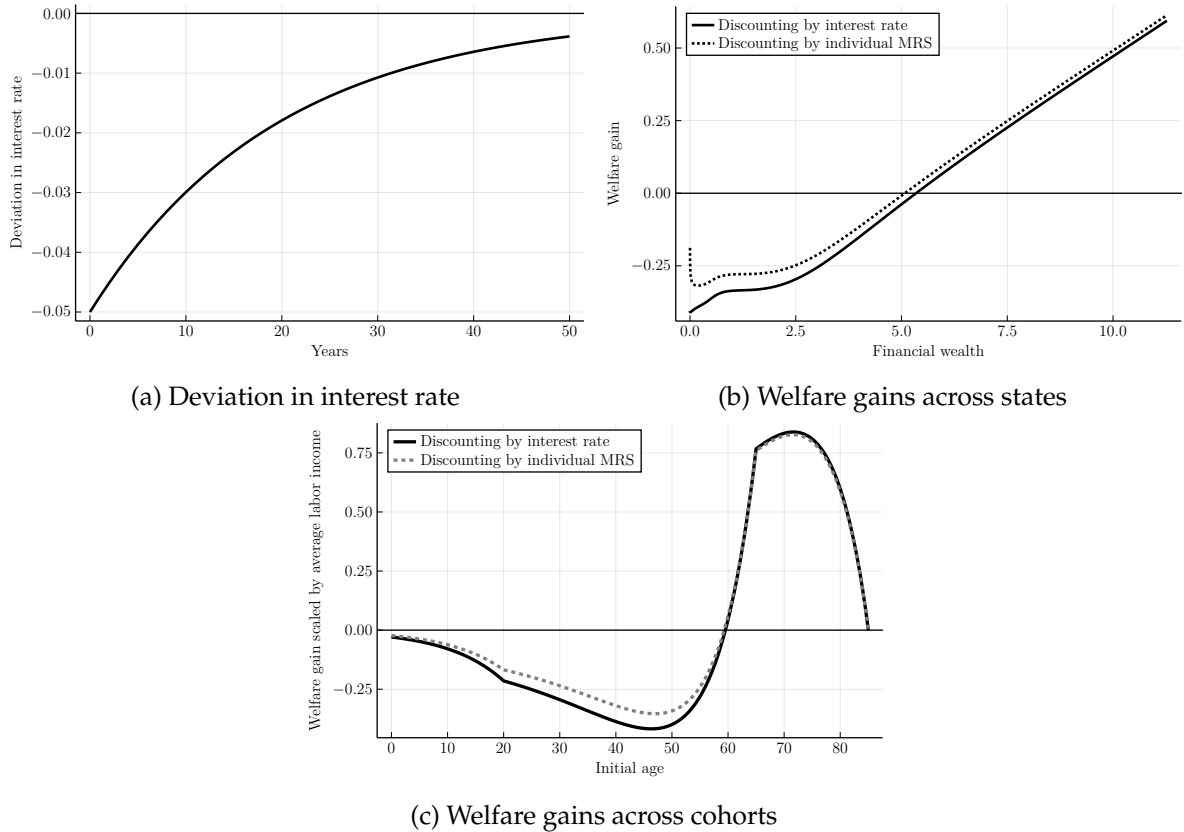 0.00
−0.01
−0.02
−0.03
−0.04
−0.05
Deviation in interest rate
0
10
20
30
40
50
Years
(a) Deviation in interest rate
Discounting by interest rate
Discounting by individual MRS
0.50
0.25
0.00
−0.25
Welfare gain
0.0
2.5
5.0
7.5
10.0
Financial wealth
(b) Welfare gains across states
Discounting by interest rate
Discounting by individual MRS
0.75
0.50
0.25
0.00
−0.25
Welfare gain scaled by average labor income
0
10
20
30
40
50
60
70
80
Initial age
(c) Welfare gains across cohorts